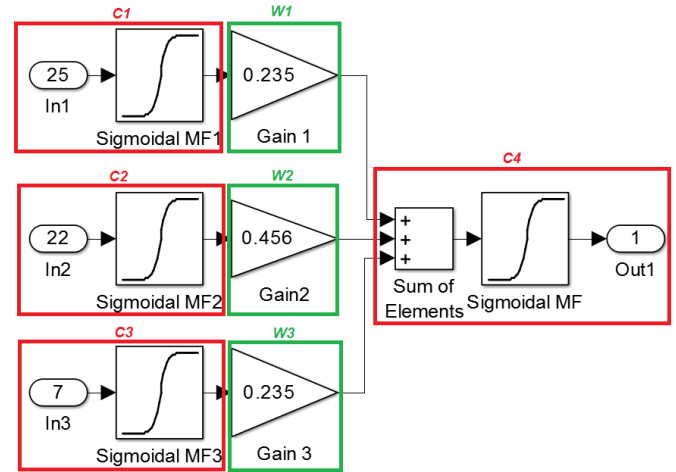 C1
W1
25
0.235
In1
Sigmoidal MF1
Gain 1
C2
W2
22
0.456
In2
Sigmoidal MF2
Gain2
C3
W3
7
0.235
In3
Sigmoidal MF3
Gain 3
C4
+
+
+
1
Sum of
Elements
Sigmoidal MF
Out1